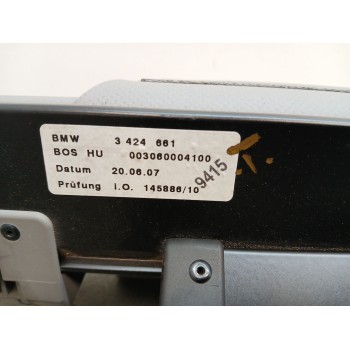 BMW 3 424 661
BOS HU 003060004100
Datum 20.06.07
Prüfung i.O. 145886/10
9415